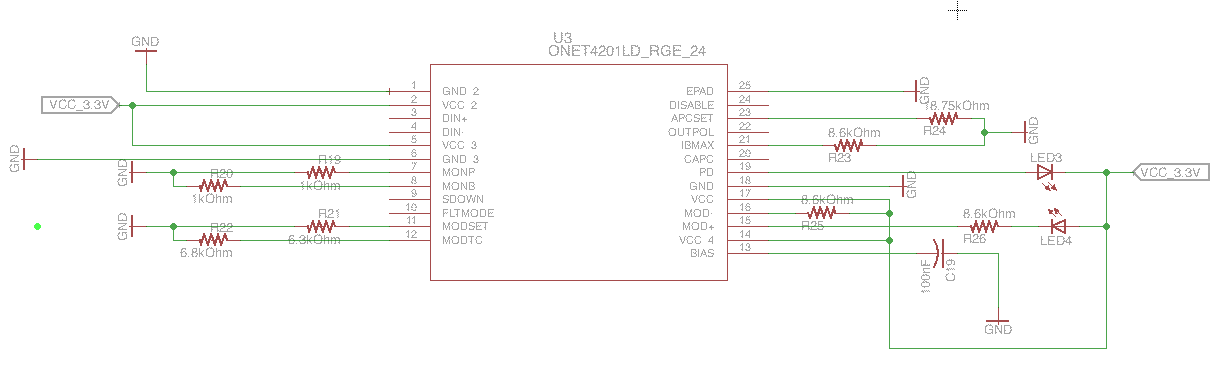 U3
ONET4201LD_RGE_24
GND
VCC_3.3V
GND
GND
GND
R19
1kOhm
R20
1kOhm
R21
6.3kOhm
R22
6.8kOhm
1 GND 2
2 VCC 2
3 DIN+
4 DIN-
5 VCC 3
6 GND 3
7 MONP
8 MONB
9 SDOWN
10 FLTMODE
11 MODSET
12 MODTC
25 EPAD
24 DISABLE
23 APCSET
22 OUTPOL
21 IBMAX
20 CAPC
19 PD
18 GND
17 VCC
16 MOD-
15 MOD+
14 VCC 4
13 BIAS
GND
18.75kOhm
R24
GND
8.6kOhm
R23
LED3
VCC_3.3V
GND
8.6kOhm
R25
8.6kOhm
R26
LED4
100nF
C19
GND